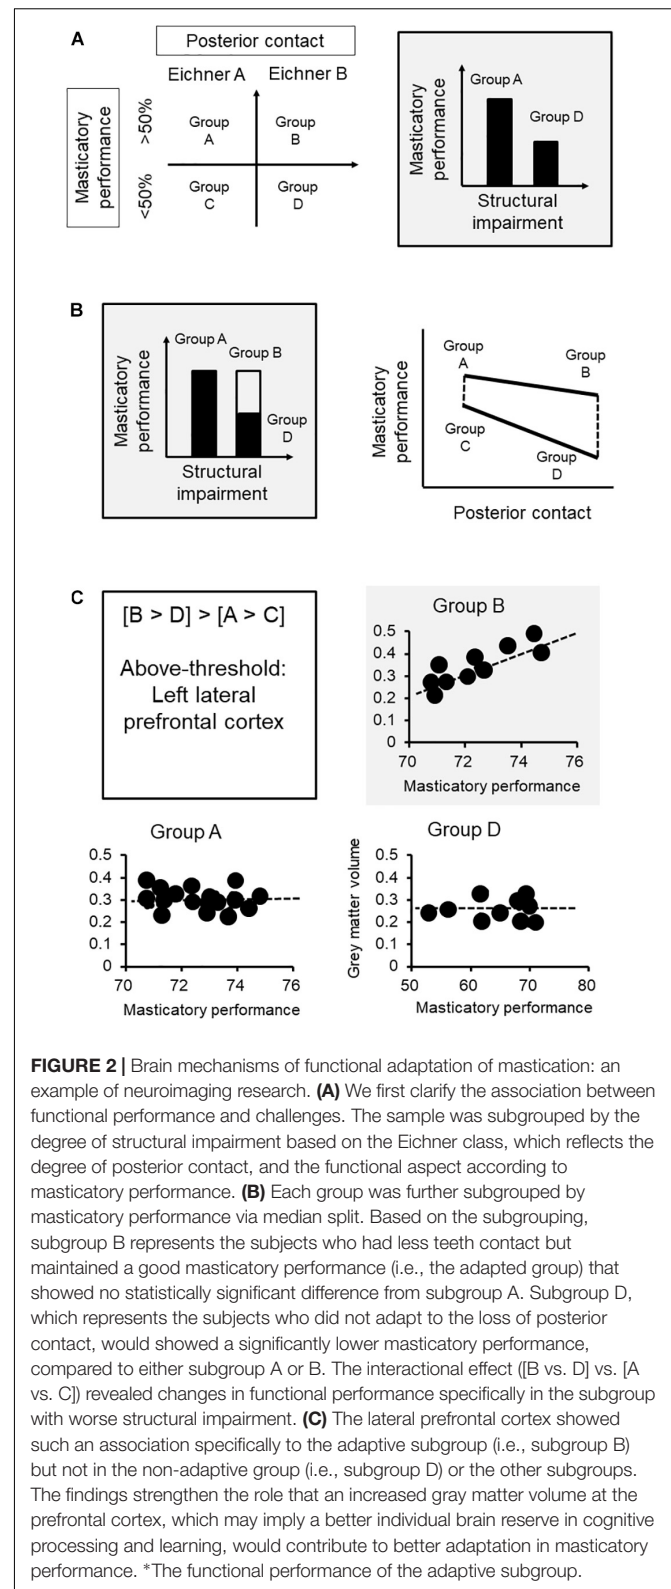 A
Posterior contact
Eichner A
Eichner B
Masticatory
performance
>50%
<50%
Group
A
Group
B
Group
C
Group
D
Masticatory
performance
Group A
Group D
Structural
impairment
B
Masticatory
performance
Group A
Group B
Group
D
Structural
impairment
Masticatory
performance
Group
A
Group
B
Group
C
Group
D
Posterior contact
C
[B > D] > [A > C]
Above-threshold:
Left lateral
prefrontal cortex
Group B
0.5
0.4
0.3
0.2
0.1
0
70 72 74 76
Masticatory performance
Group A
0.5
0.4
0.3
0.2
0.1
0
70 72 74 76
Masticatory performance
Group D
Grey matter volume
0.5
0.4
0.3
0.2
0.1
0
50 60 70 80
Masticatory performance
FIGURE 2 | Brain mechanisms of functional adaptation of mastication: an
example of neuroimaging research. (A) We first clarify the association between
functional performance and challenges. The sample was subgrouped by the
degree of structural impairment based on the Eichner class, which reflects the
degree of posterior contact, and the functional aspect according to
masticatory performance. (B) Each group was further subgrouped by
masticatory performance via median split. Based on the subgrouping,
subgroup B represents the subjects who had less teeth contact but
maintained a good masticatory performance (i.e., the adapted group) that
showed no statistically significant difference from subgroup A. Subgroup D,
which represents the subjects who did not adapt to the loss of posterior
contact, would showed a significantly lower masticatory performance,
compared to either subgroup A or B. The interactional effect ([B vs. D] vs. [A
vs. C]) revealed changes in functional performance specifically in the subgroup
with worse structural impairment. (C) The lateral prefrontal cortex showed
such an association specifically to the adaptive subgroup (i.e., subgroup B)
but not in the non-adaptive group (i.e., subgroup D) or the other subgroups.
The findings strengthen the role that an increased gray matter volume at the
prefrontal cortex, which may imply a better individual brain reserve in cognitive
processing and learning, would contribute to better adaptation in masticatory
performance. *The functional performance of the adaptive subgroup.